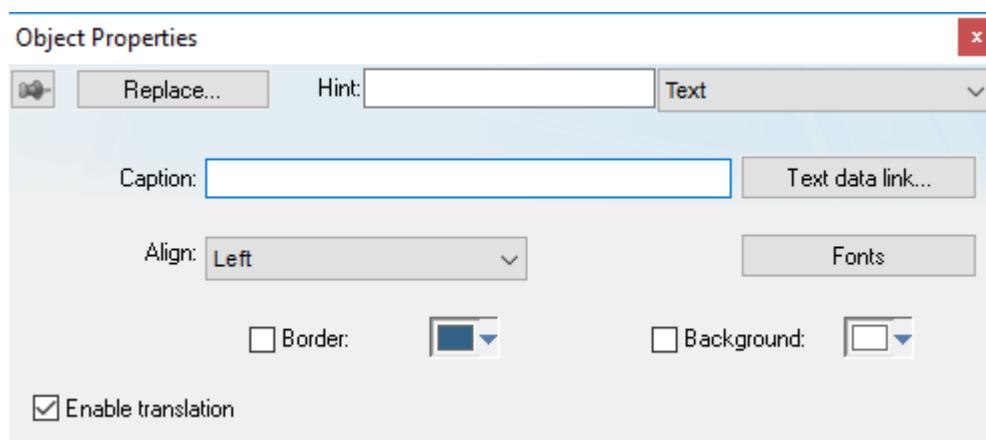 Object Properties x
Replace... Hint: Text
Caption: Text data link...
Align: Left Fonts
Border: Background:
Enable translation